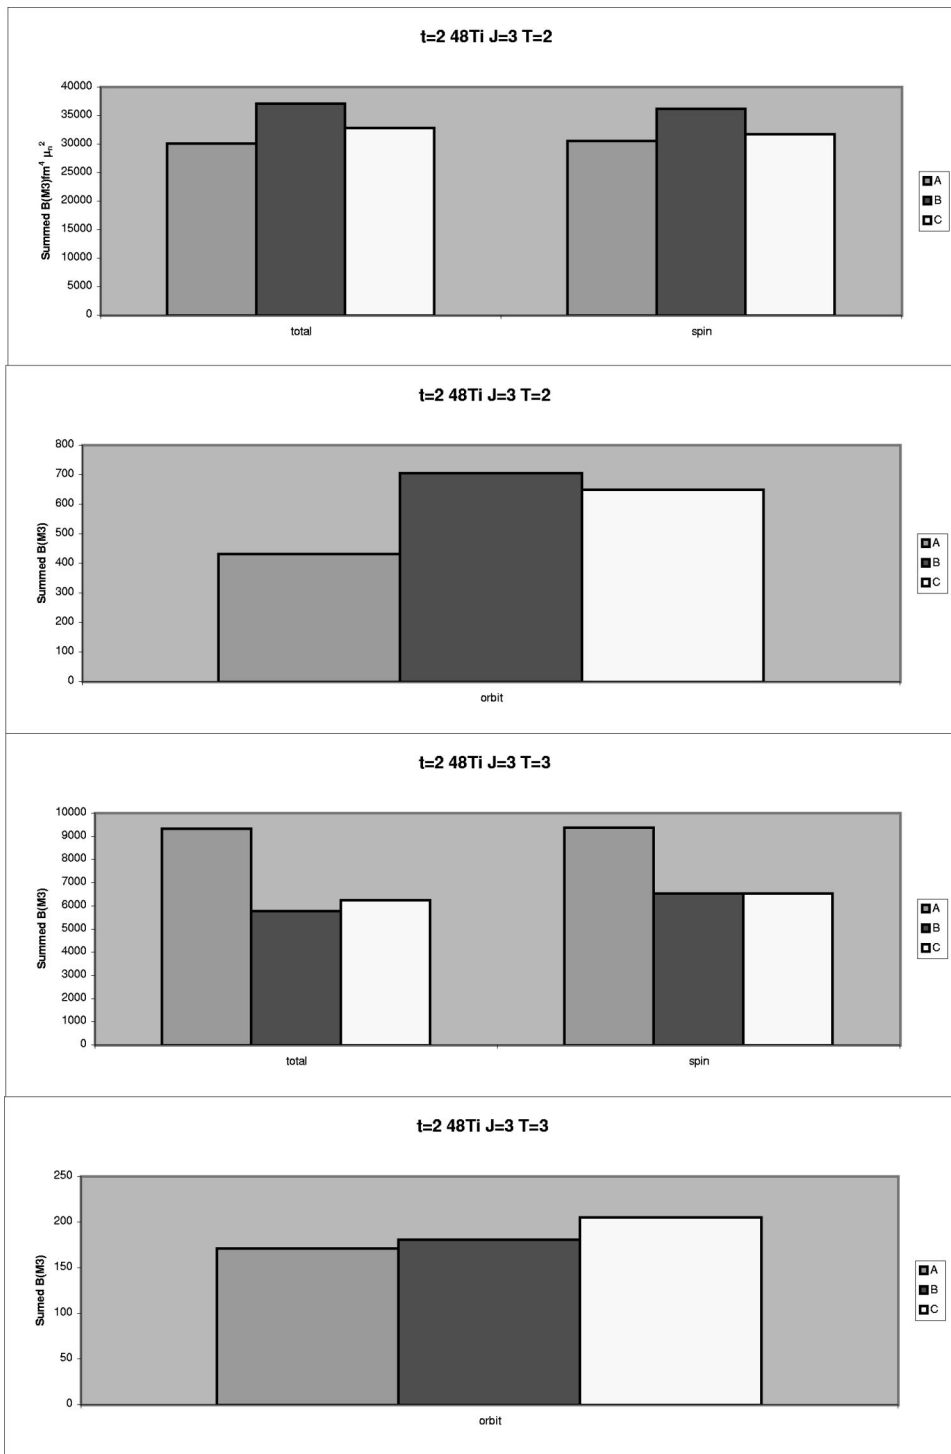 t=2 48Ti J=3 T=2
Summed B(M3)fm⁴ μₙ²
40000
35000
30000
25000
20000
15000
10000
5000
0
total
spin
A
B
C
t=2 48Ti J=3 T=2
Summed B(M3)
800
700
600
500
400
300
200
100
0
orbit
A
B
C
t=2 48Ti J=3 T=3
Summed B(M3)
10000
9000
8000
7000
6000
5000
4000
3000
2000
1000
0
total
spin
A
B
C
t=2 48Ti J=3 T=3
Sumed B(M3)
250
200
150
100
50
0
orbit
A
B
C